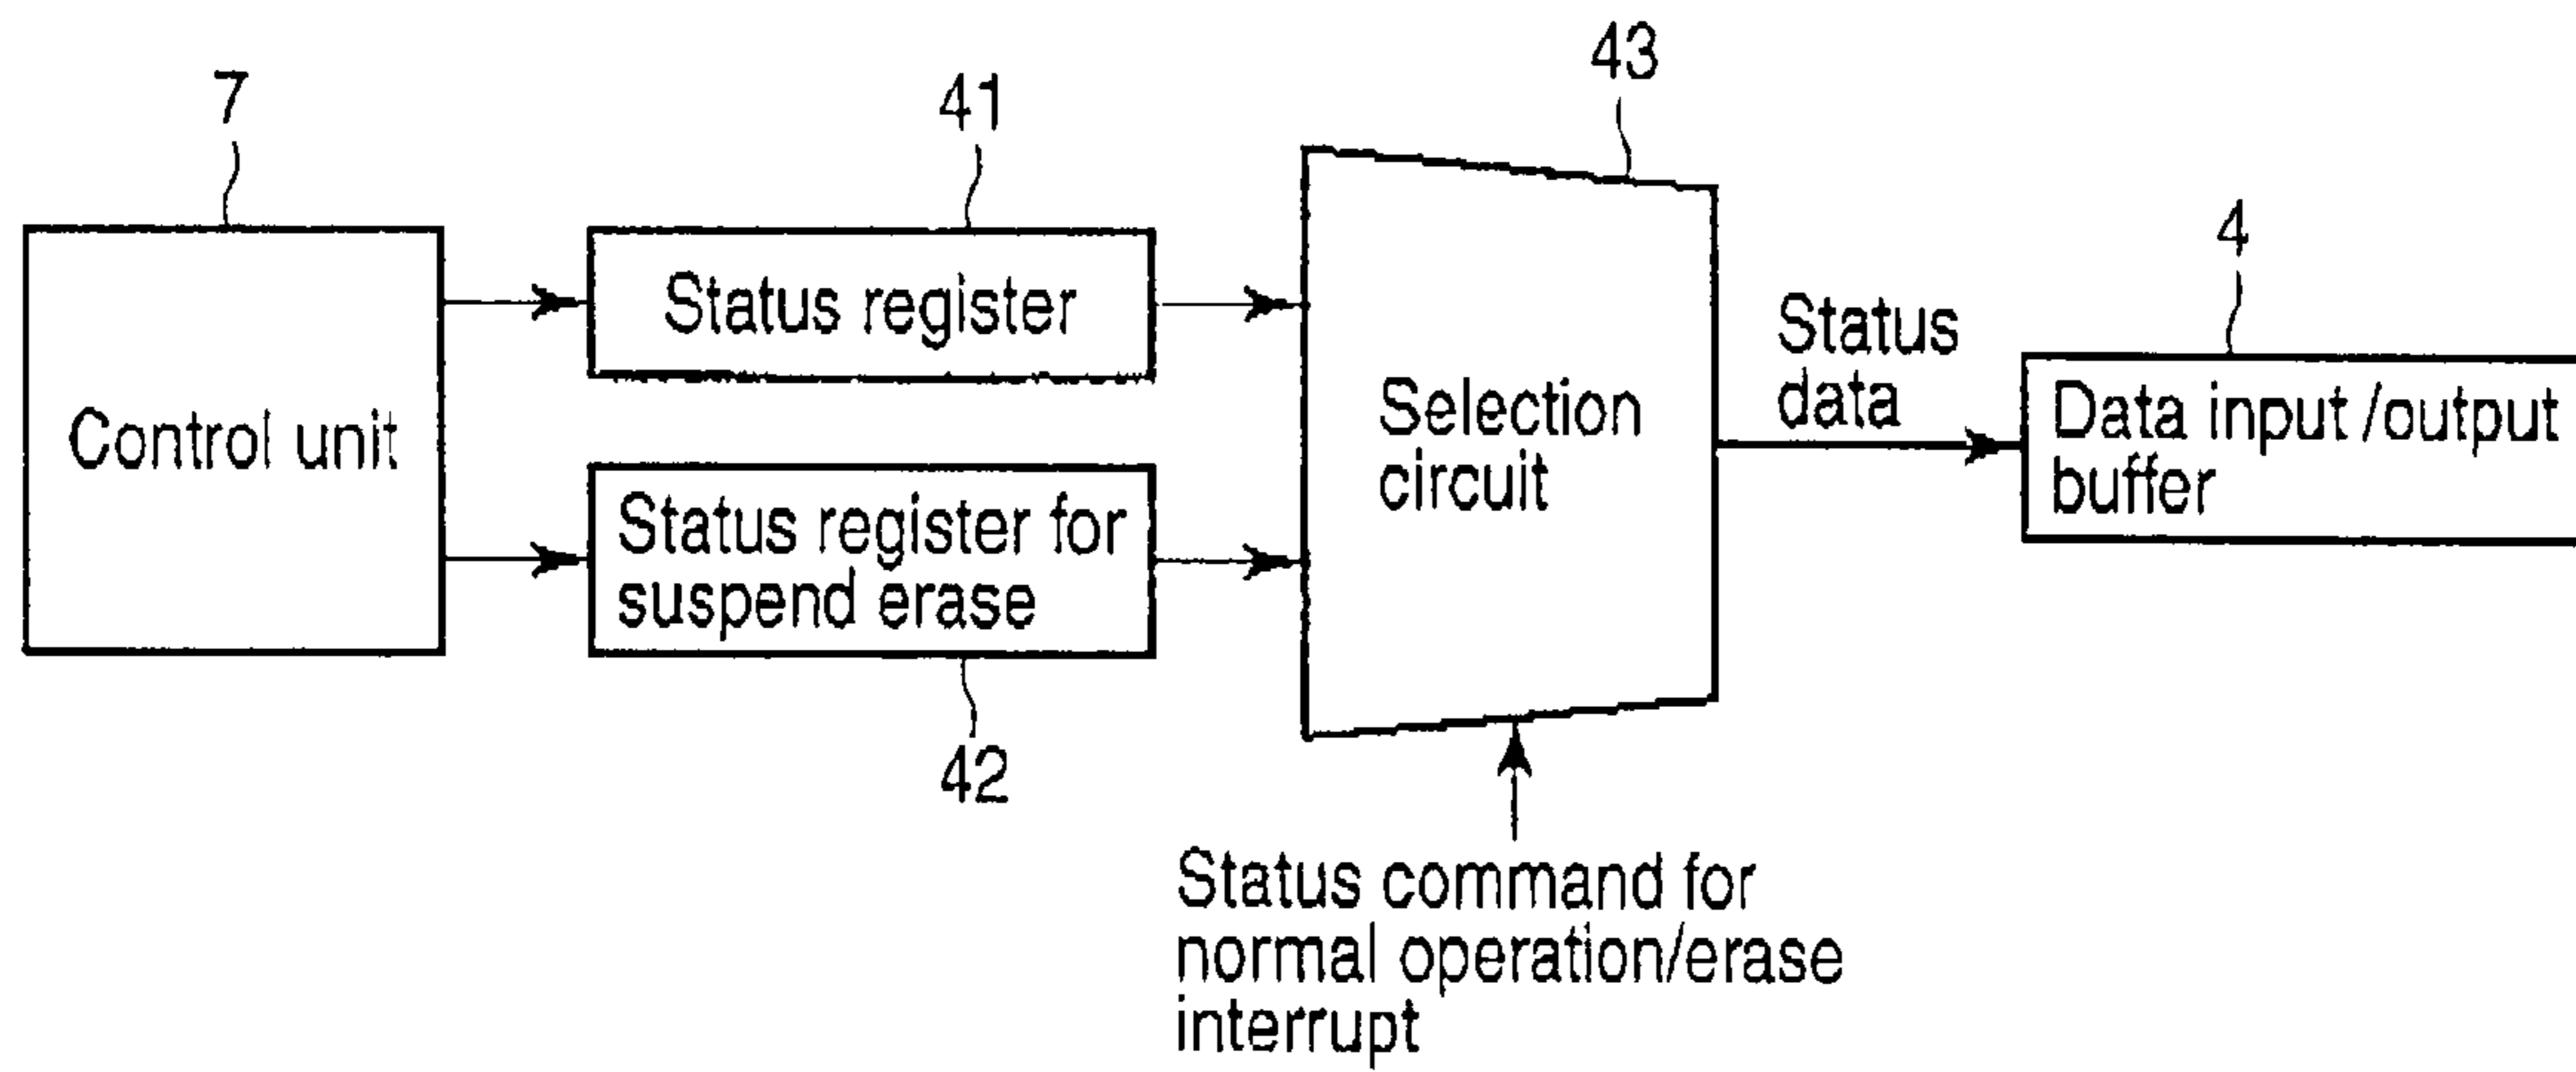 7
41
43
4
Control unit
Status register
Status register for
suspend erase
42
Selection
circuit
Status
data
Data input /output
buffer
Status command for
normal operation/erase
interrupt